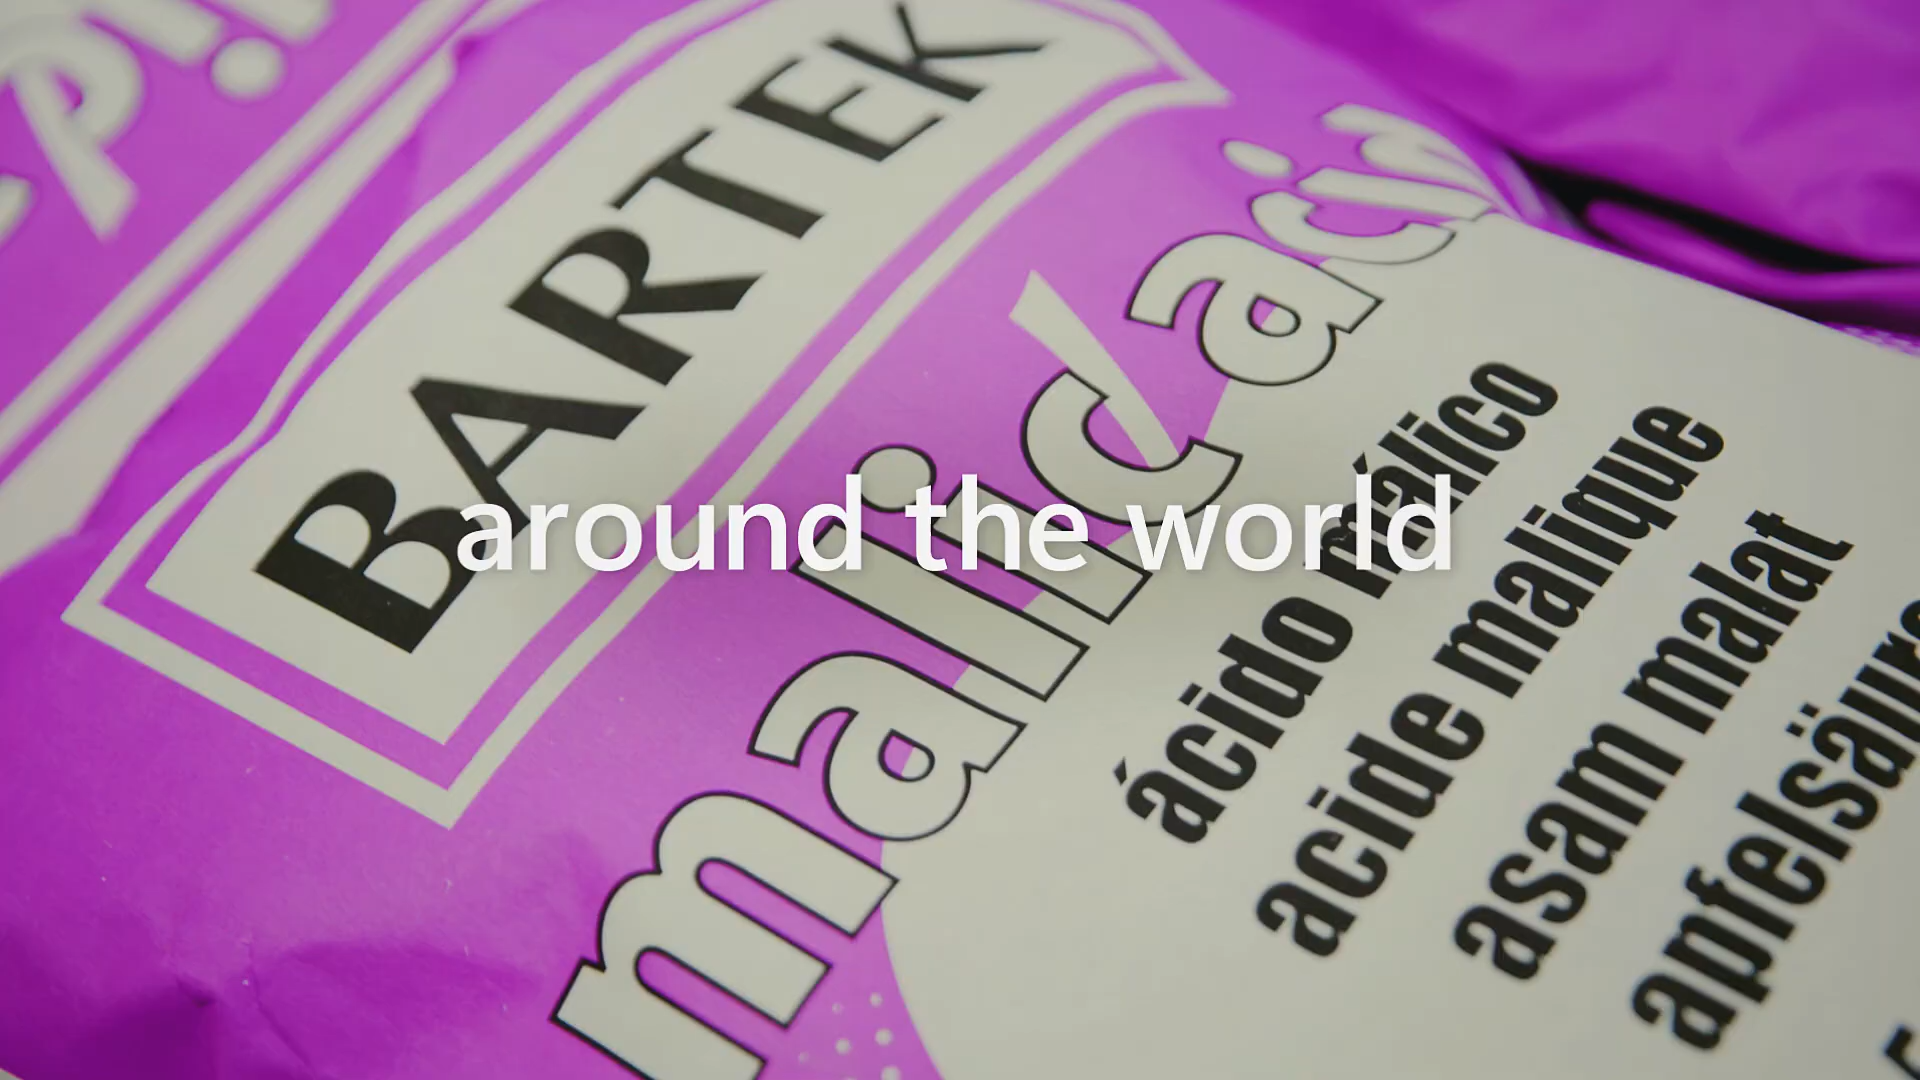 BARTEK
malic acid
around the world
ácido málico
acide malique
asam malat
apfelsäure